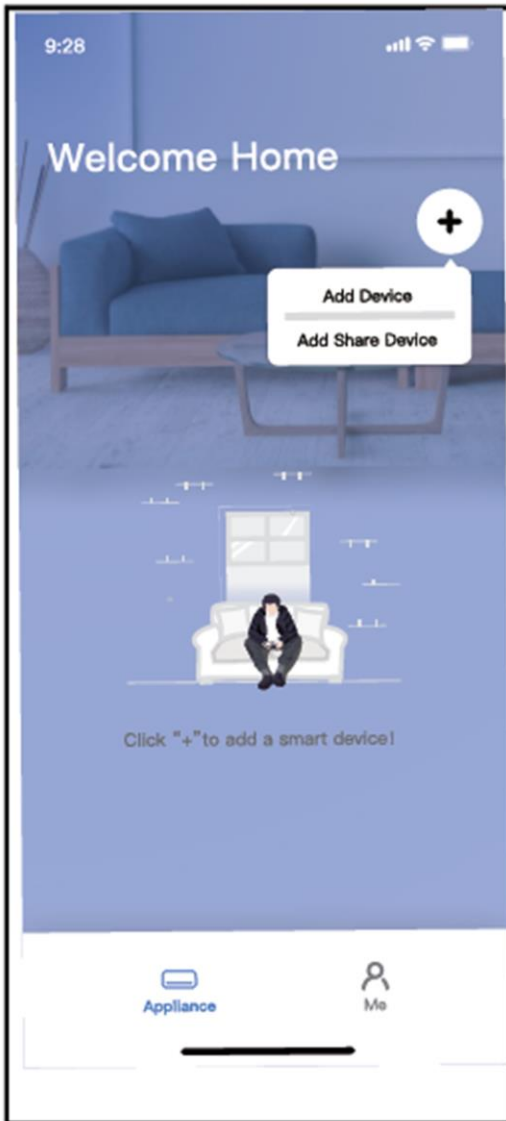 9:28
Welcome Home
+
Add Device
Add Share Device
Click "+"to add a smart device!
Appliance
Me